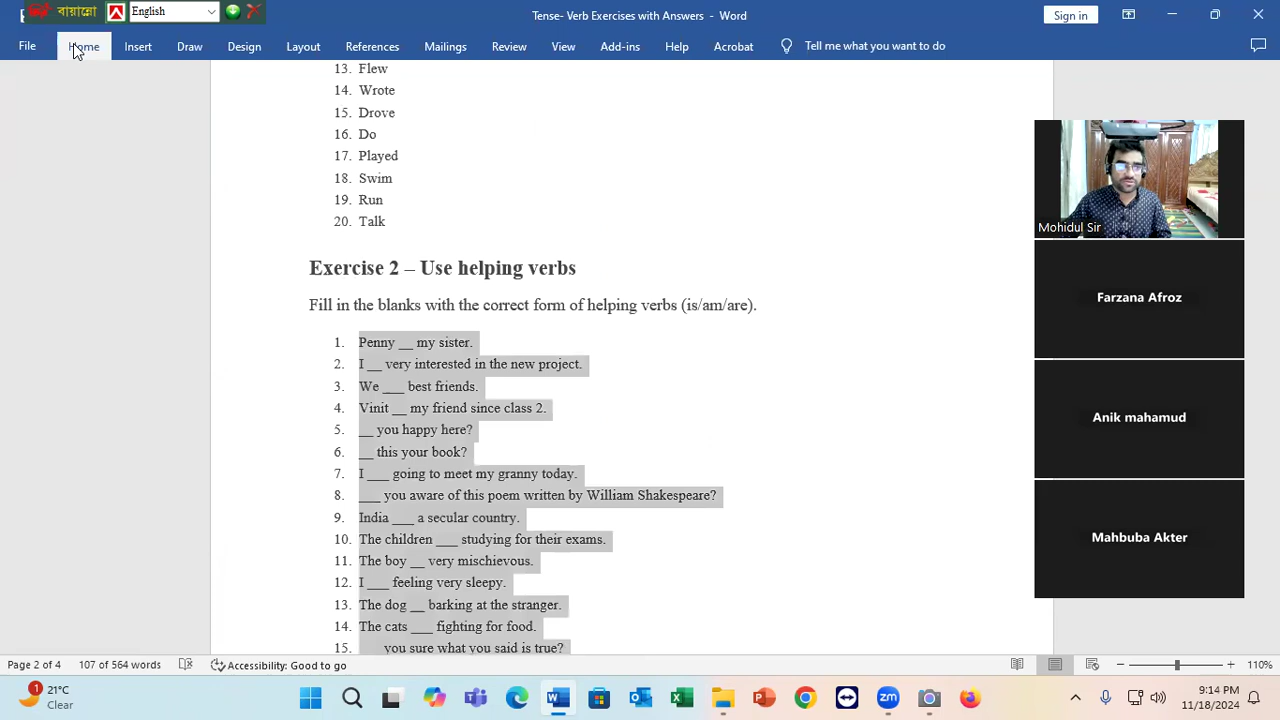 বায়ান্নো
English
Tense- Verb Exercises with Answers - Word
Sign in
File
Home
Insert
Draw
Design
Layout
References
Mailings
Review
View
Add-ins
Help
Acrobat
Tell me what you want to do
13. Flew
14. Wrote
15. Drove
16. Do
17. Played
18. Swim
19. Run
20. Talk
Exercise 2 – Use helping verbs
Fill in the blanks with the correct form of helping verbs (is/am/are).
1. Penny __ my sister.
2. I __ very interested in the new project.
3. We ___ best friends.
4. Vinit __ my friend since class 2.
5. __ you happy here?
6. __ this your book?
7. I ___ going to meet my granny today.
8. ___ you aware of this poem written by William Shakespeare?
9. India ___ a secular country.
10. The children ___ studying for their exams.
11. The boy __ very mischievous.
12. I ___ feeling very sleepy.
13. The dog __ barking at the stranger.
14. The cats ___ fighting for food.
15. ___ you sure what you said is true?
Mohidul Sir
Farzana Afroz
Anik mahamud
Mahbuba Akter
Page 2 of 4
107 of 564 words
Accessibility: Good to go
110%
1
21°C
Clear
zm
9:14 PM
11/18/2024